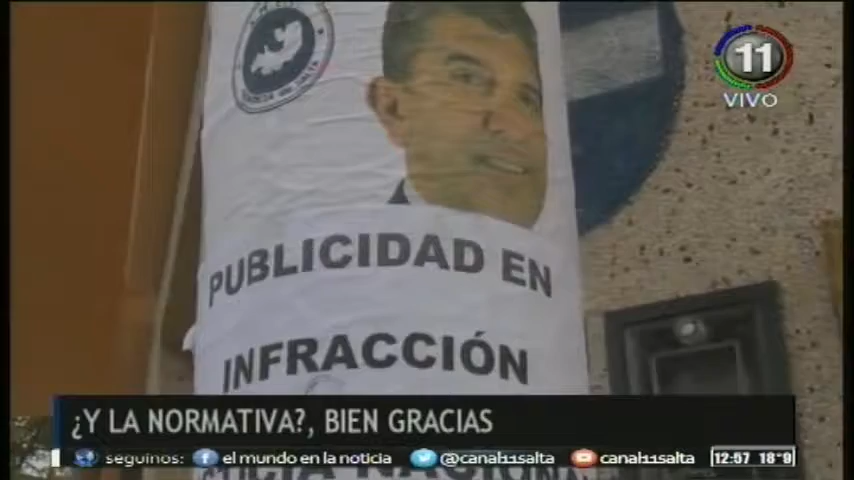 11
VIVO
PUBLICIDAD EN
INFRACCIÓN
¿Y LA NORMATIVA?, BIEN GRACIAS
seguinos: el mundo en la noticia @canal11salta canal11salta 12:57 18°9